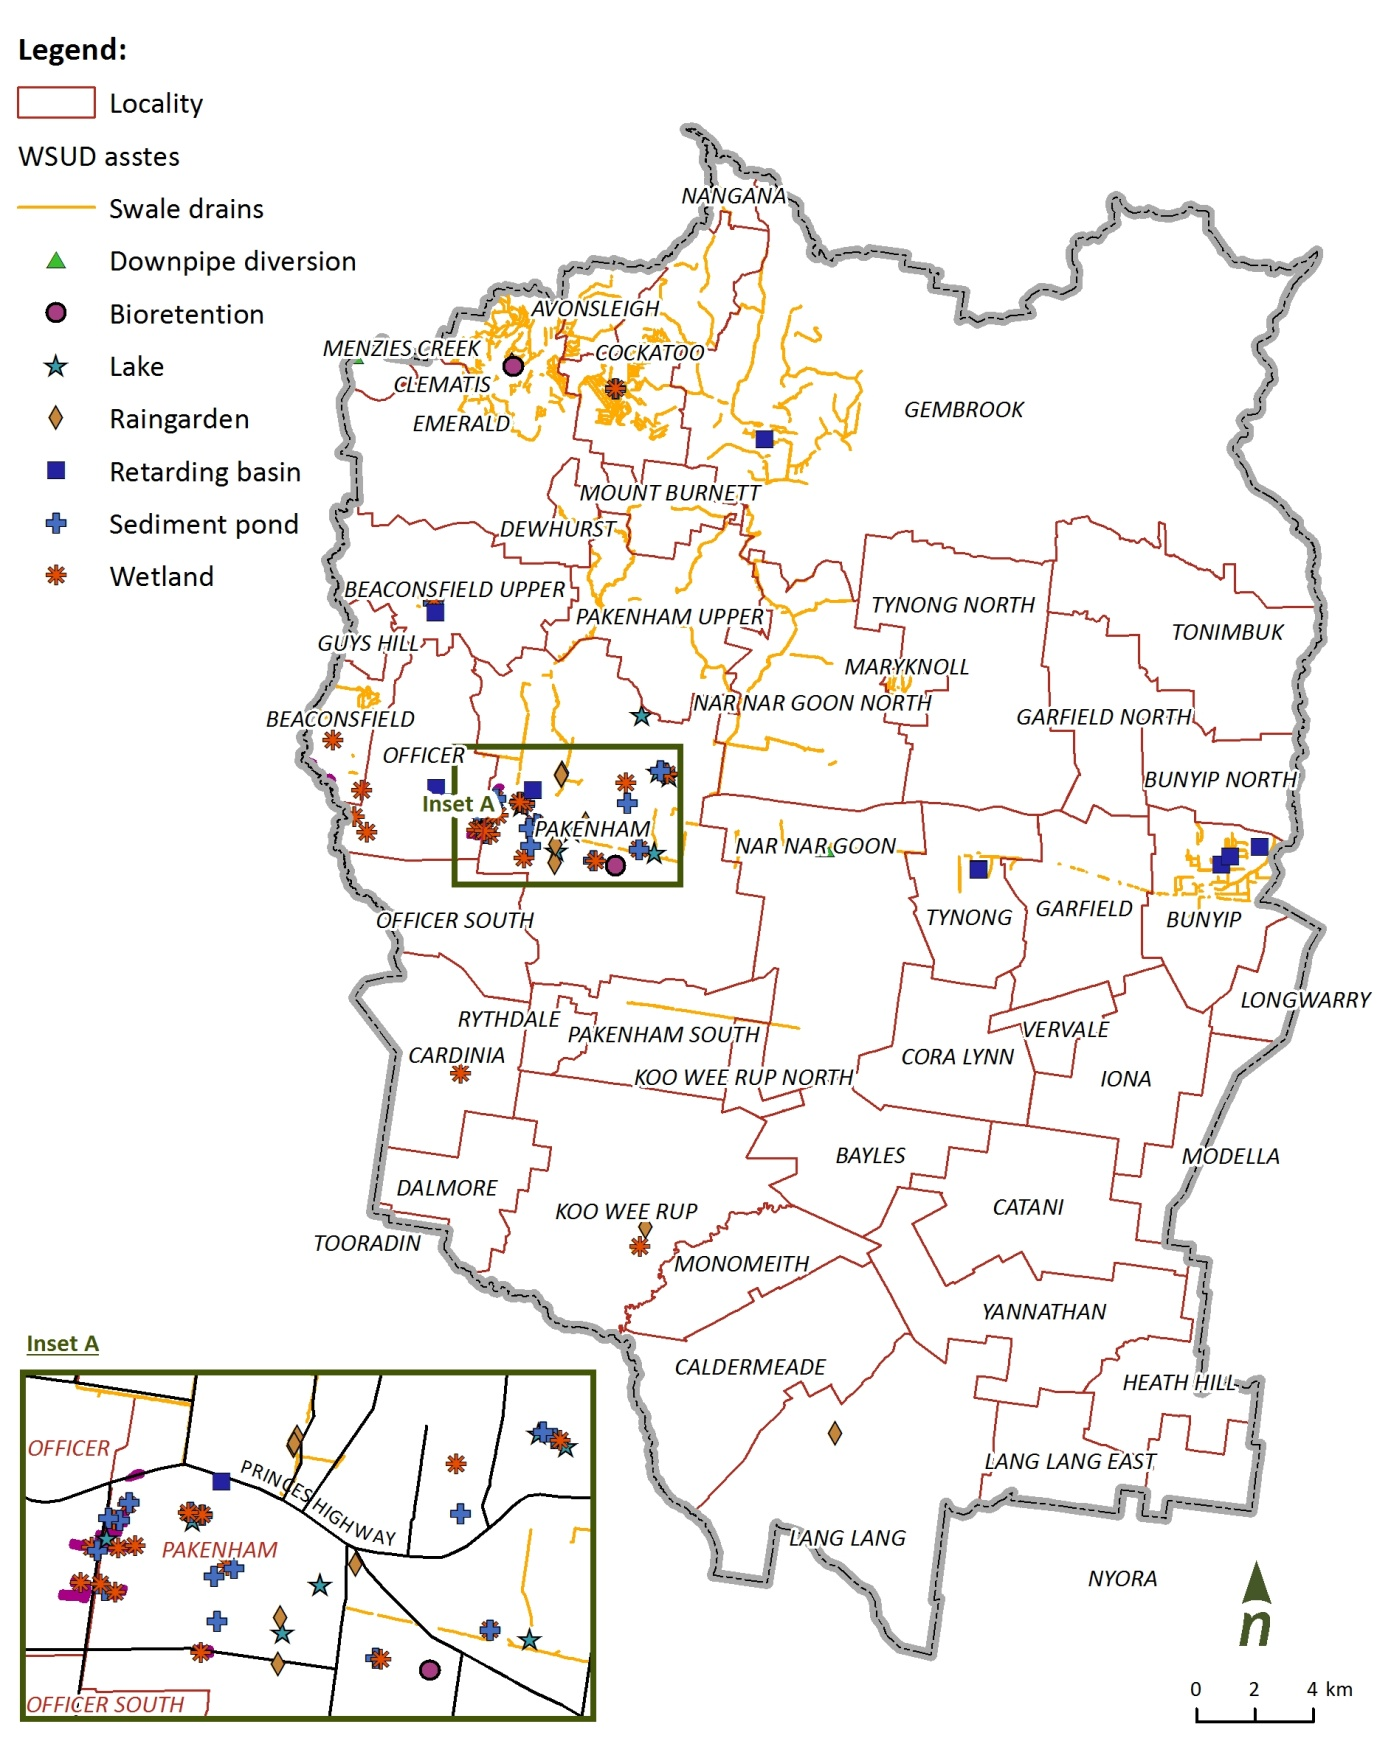 Legend:
Locality
WSUD asstes
Swale drains
Downpipe diversion
Bioretention
Lake
Raingarden
Retarding basin
Sediment pond
Wetland
NANGANA
AVONSLEIGH
MENZIES CREEK
COCKATOO
CLEMATIS
EMERALD
GEMBROOK
MOUNT BURNETT
DEWHURST
BEACONSFIELD UPPER
PAKENHAM UPPER
TYNONG NORTH
TONIMBUK
GUYS HILL
MARYKNOLL
NAR NAR GOON NORTH
BEACONSFIELD
GARFIELD NORTH
OFFICER
BUNYIP NORTH
Inset A
PAKENHAM
NAR NAR GOON
OFFICER SOUTH
TYNONG
GARFIELD
BUNYIP
LONGWARRY
RYTHDALE
PAKENHAM SOUTH
VERVALE
CARDINIA
CORA LYNN
KOO WEE RUP NORTH
IONA
BAYLES
MODELLA
DALMORE
KOO WEE RUP
CATANI
TOORADIN
MONOMEITH
YANNATHAN
CALDERMEADE
HEATH HILL
LANG LANG EAST
LANG LANG
NYORA
Inset A
OFFICER
PRINCES HIGHWAY
PAKENHAM
OFFICER SOUTH
n
0 2 4 km